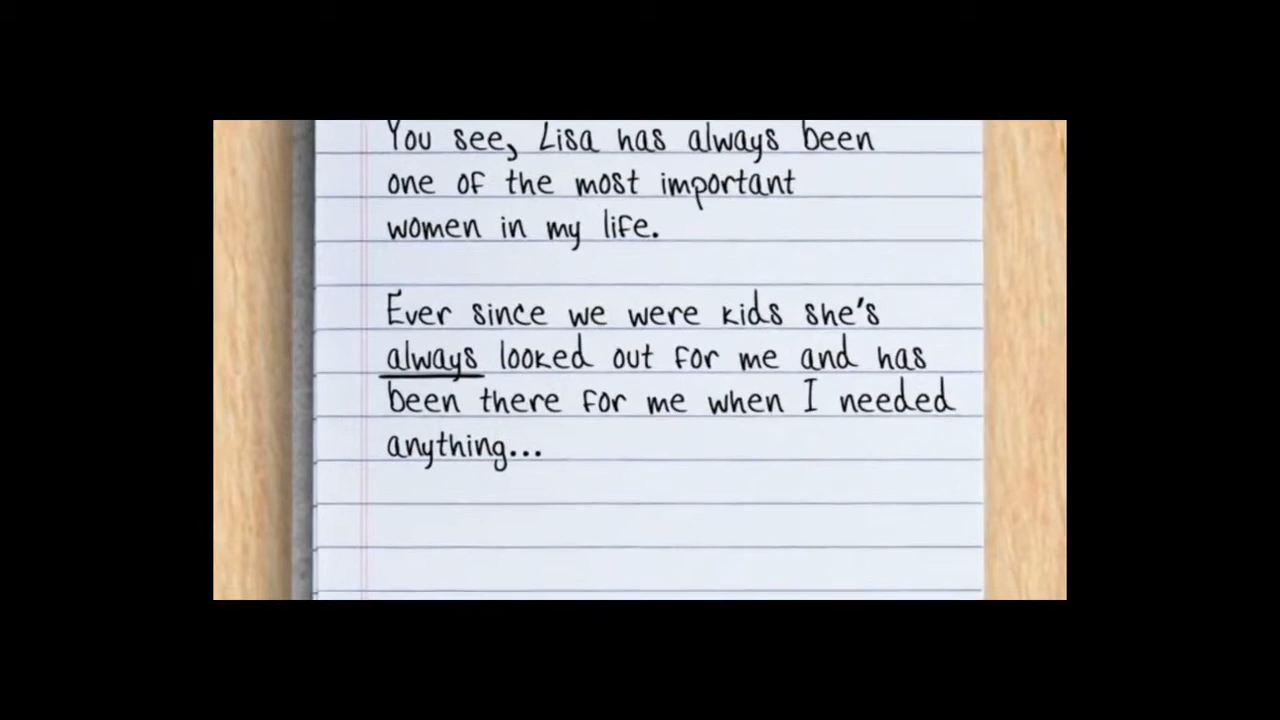 You see, Lisa has always been
one of the most important
women in my life.
Ever since we were kids she's
always looked out for me and has
been there for me when I needed
anything...